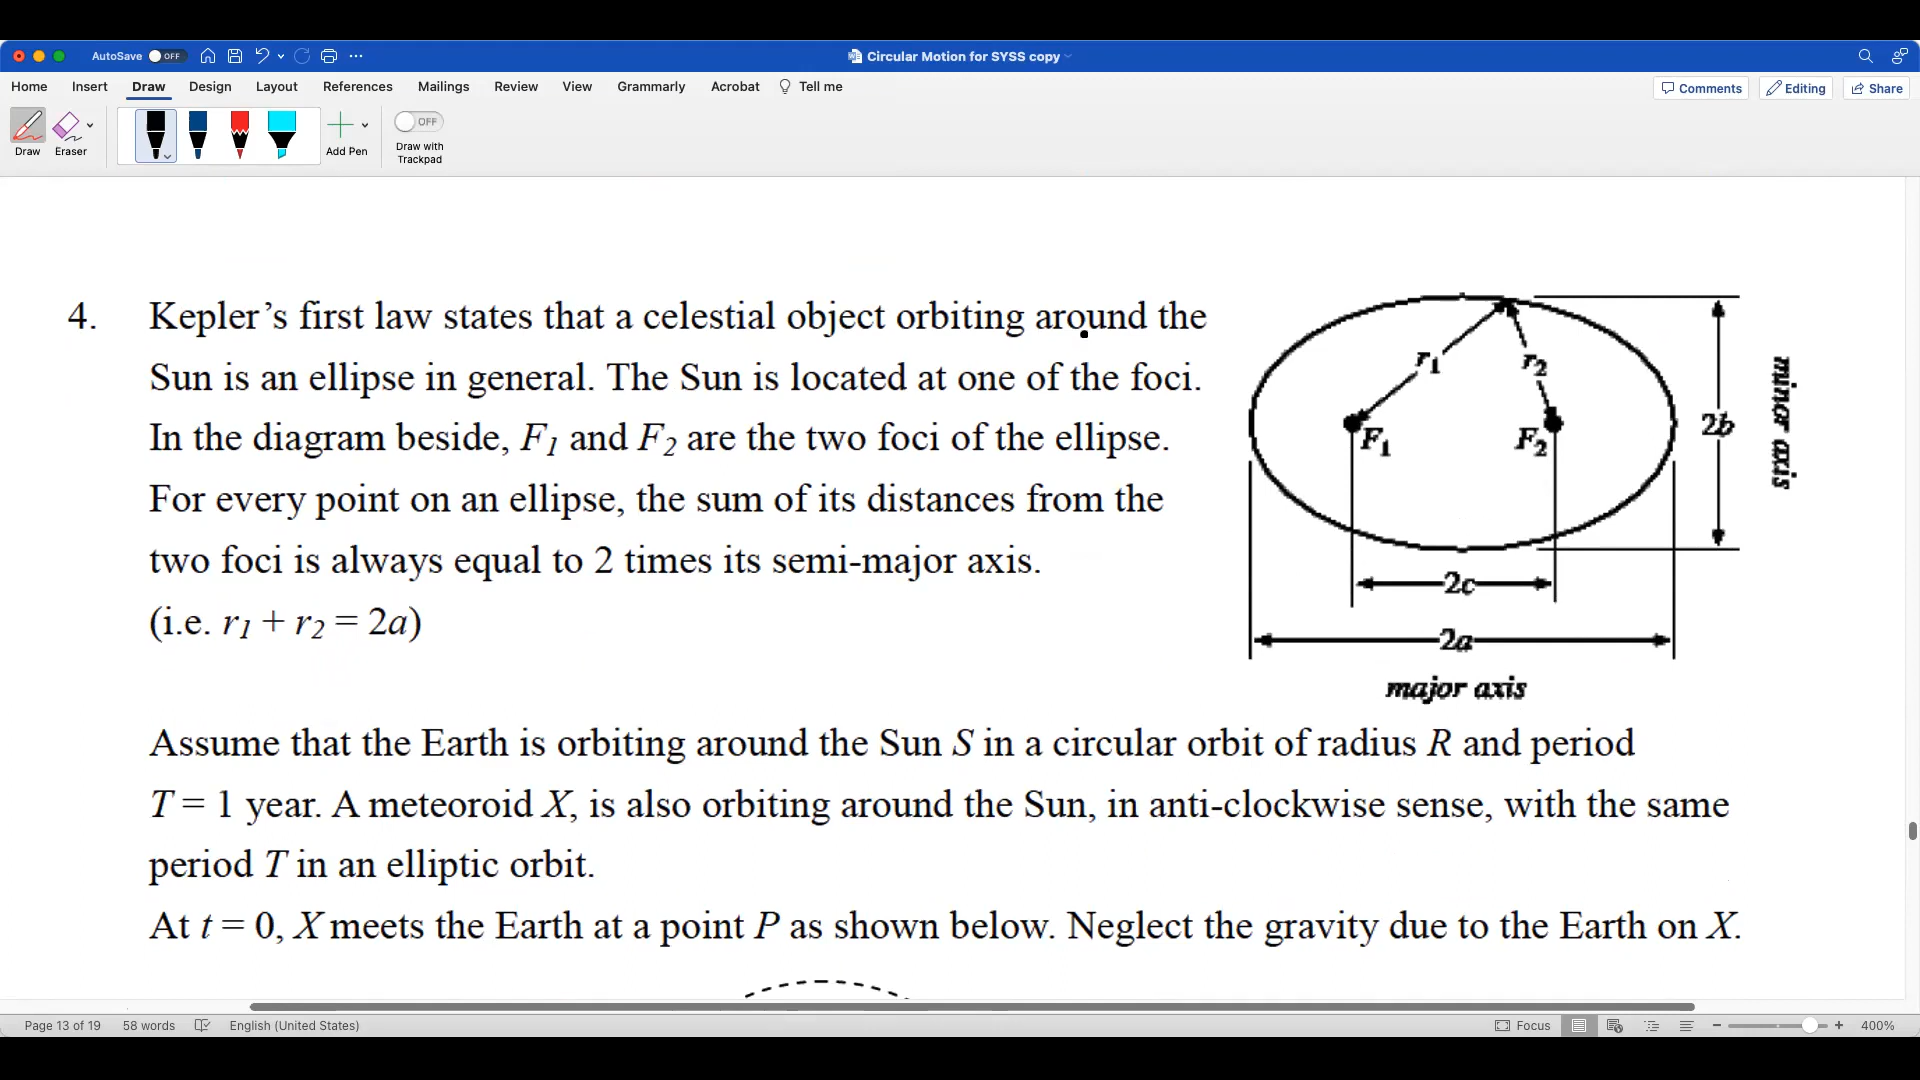 AutoSave OFF
Circular Motion for SYSS copy
Home Insert Draw Design Layout References Mailings Review View Grammarly Acrobat Tell me
Comments Editing Share
Draw Eraser Add Pen OFF Draw with Trackpad
4. Kepler’s first law states that a celestial object orbiting around the
Sun is an ellipse in general. The Sun is located at one of the foci.
In the diagram beside, F1 and F2 are the two foci of the ellipse.
For every point on an ellipse, the sum of its distances from the
two foci is always equal to 2 times its semi-major axis.
(i.e. r1 + r2 = 2a)
r1 r2
F1 F2
2b
minor axis
2c
2a
major axis
Assume that the Earth is orbiting around the Sun S in a circular orbit of radius R and period
T = 1 year. A meteoroid X, is also orbiting around the Sun, in anti-clockwise sense, with the same
period T in an elliptic orbit.
At t = 0, X meets the Earth at a point P as shown below. Neglect the gravity due to the Earth on X.
Page 13 of 19 58 words English (United States) Focus 400%